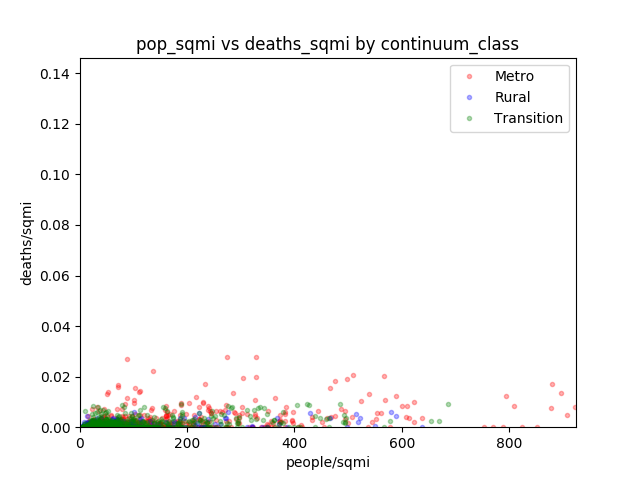 pop_sqmi vs deaths_sqmi by continuum_class
Metro
Rural
Transition
deaths/sqmi
0.14
0.12
0.10
0.08
0.06
0.04
0.02
0.00
0
200
400
600
800
people/sqmi